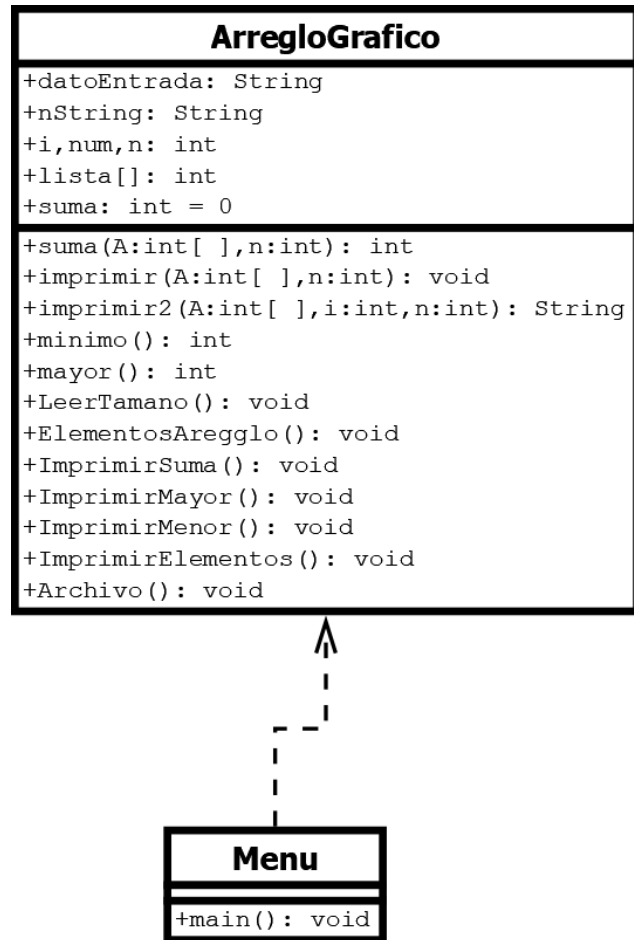 ArregloGrafico
+datoEntrada: String
+nString: String
+i,num,n: int
+lista[]: int
+suma: int = 0
+suma(A:int[ ],n:int): int
+imprimir(A:int[ ],n:int): void
+imprimir2(A:int[ ],i:int,n:int): String
+minimo(): int
+mayor(): int
+LeerTamano(): void
+ElementosAregglo(): void
+ImprimirSuma(): void
+ImprimirMayor(): void
+ImprimirMenor(): void
+ImprimirElementos(): void
+Archivo(): void
Menu
+main(): void